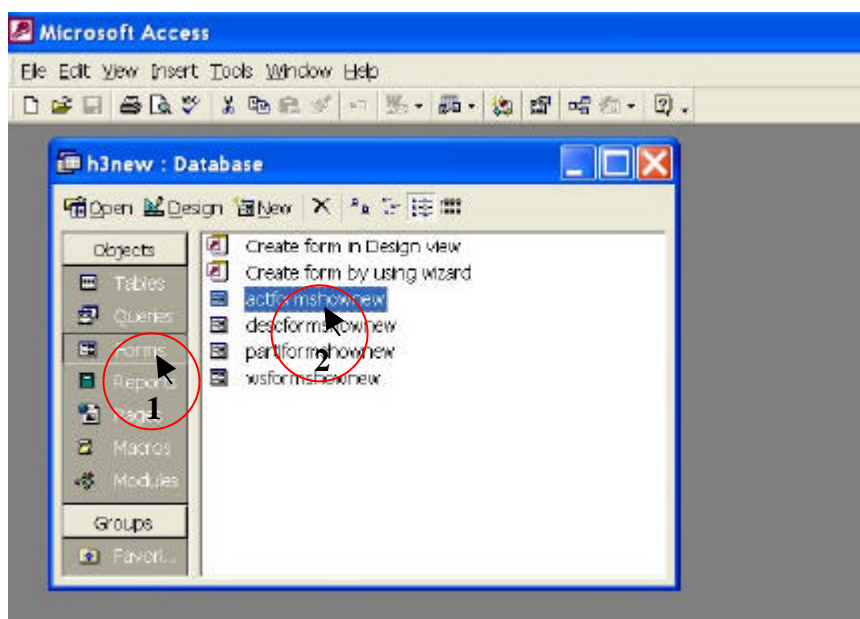 Microsoft Access
File Edit View Insert Tools Window Help
h3new : Database
Open Design New
Objects
Tables
Queries
Forms
Reports
Pages
Macros
Modules
Groups
Favori...
Create form in Design view
Create form by using wizard
actformshownew
descformshownew
partformshownew
wsformshownew
1
2